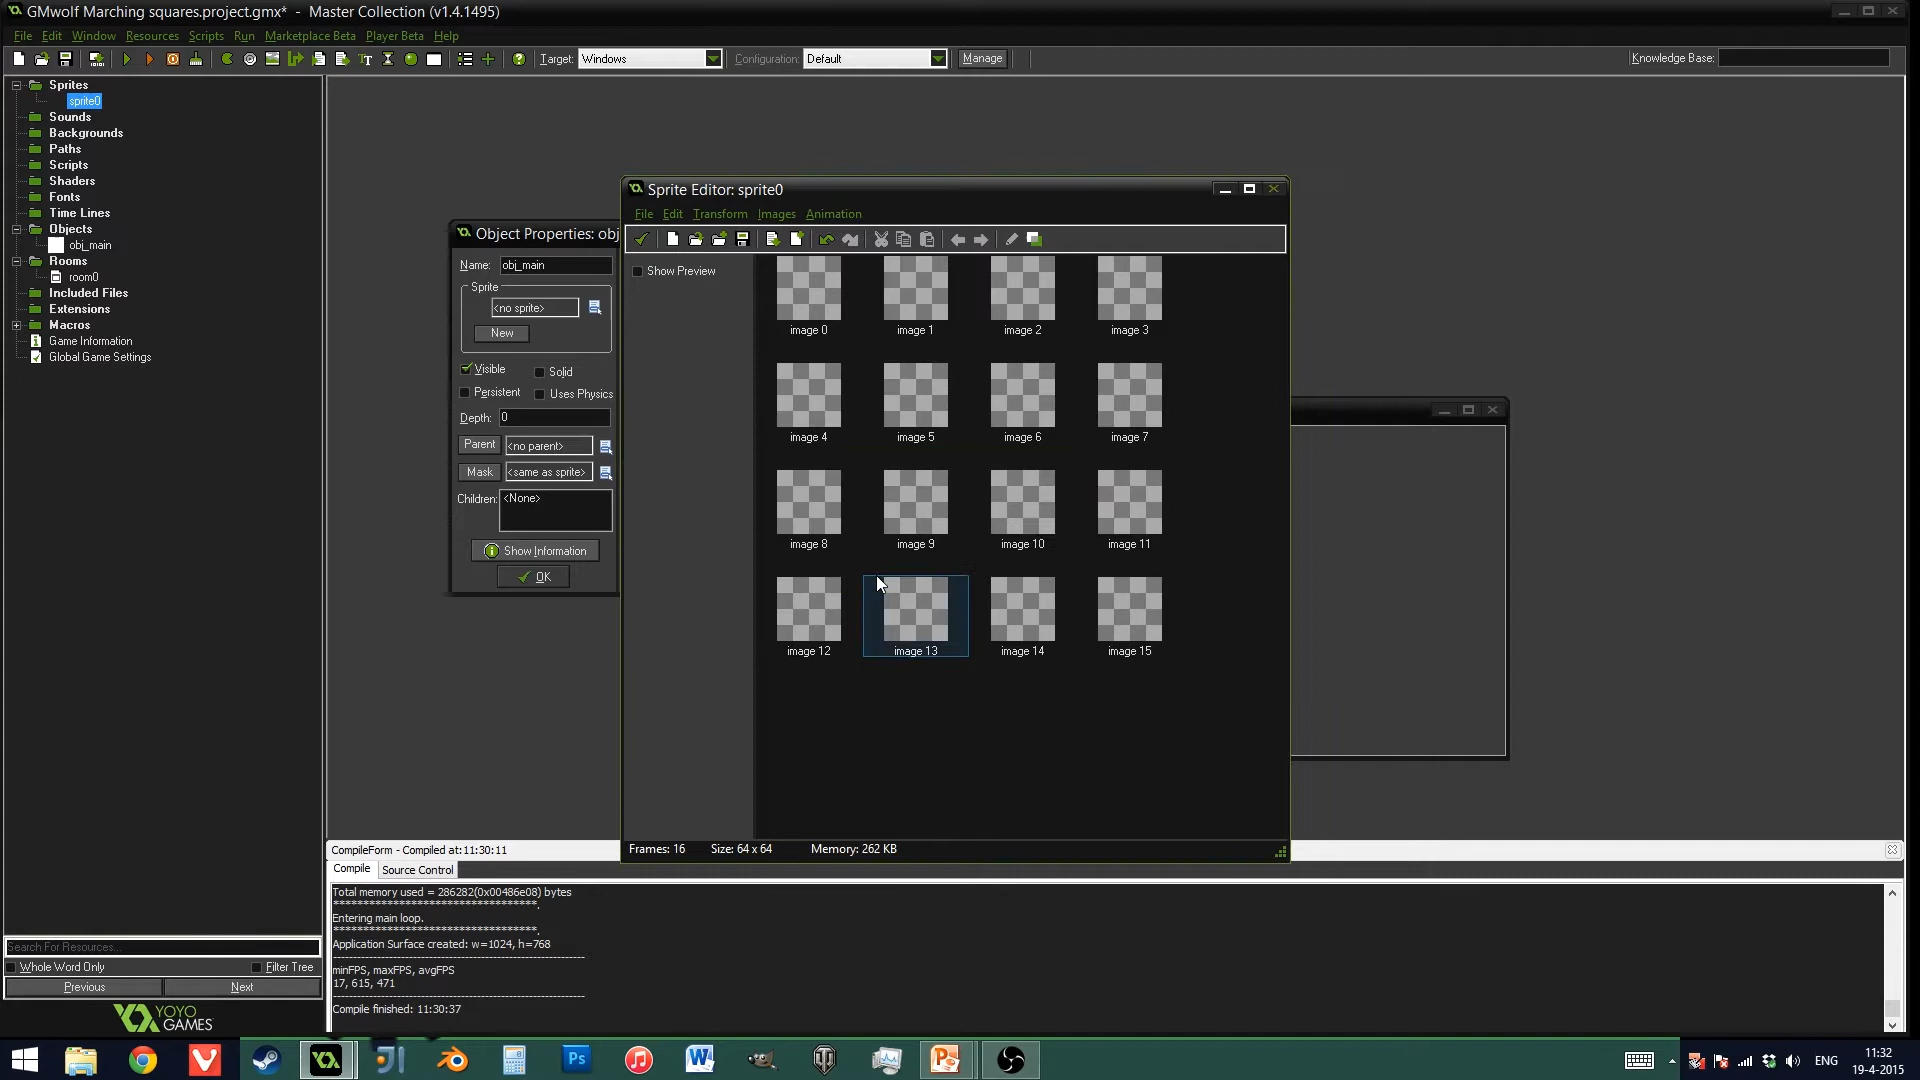 GMwolf Marching squares.project.gmx* - Master Collection (v1.4.1495)
File Edit Window Resources Scripts Run Marketplace Beta Player Beta Help
Target: Windows Configuration: Default Manage Knowledge Base:
Sprites
sprite0
Sounds
Backgrounds
Paths
Scripts
Shaders
Fonts
Time Lines
Objects
obj_main
Rooms
room0
Included Files
Extensions
Macros
Game Information
Global Game Settings
Search For Resources...
Whole Word Only Filter Tree
Previous Next
YOYO
GAMES
Object Properties: obj
Name: obj_main
Sprite
<no sprite>
New
Visible Solid
Persistent Uses Physics
Depth: 0
Parent <no parent>
Mask <same as sprite>
Children: <None>
Show Information
OK
Sprite Editor: sprite0
File Edit Transform Images Animation
Show Preview
image 0 image 1 image 2 image 3
image 4 image 5 image 6 image 7
image 8 image 9 image 10 image 11
image 12 image 13 image 14 image 15
Frames: 16 Size: 64 x 64 Memory: 262 KB
CompileForm - Compiled at:11:30:11
Compile Source Control
Total memory used = 286282(0x00486e08) bytes
***********************************.
Entering main loop.
***********************************.
Application Surface created: w=1024, h=768
-------------------------------------------------------
minFPS, maxFPS, avgFPS
17, 615, 471
-------------------------------------------------------
Compile finished: 11:30:37
Ps
W
P
ENG
11:32
19-4-2015